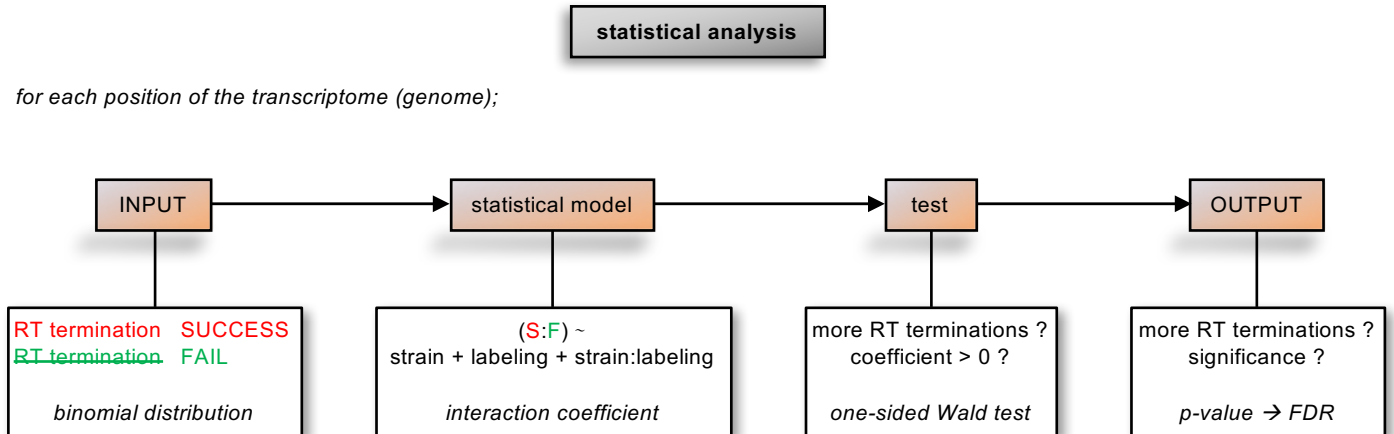 statistical analysis
for each position of the transcriptome (genome);
INPUT
statistical model
test
OUTPUT
RT termination SUCCESS
RT termination FAIL
binomial distribution
(S:F) ~
strain + labeling + strain:labeling
interaction coefficient
more RT terminations ?
coefficient > 0 ?
one-sided Wald test
more RT terminations ?
significance ?
p-value → FDR